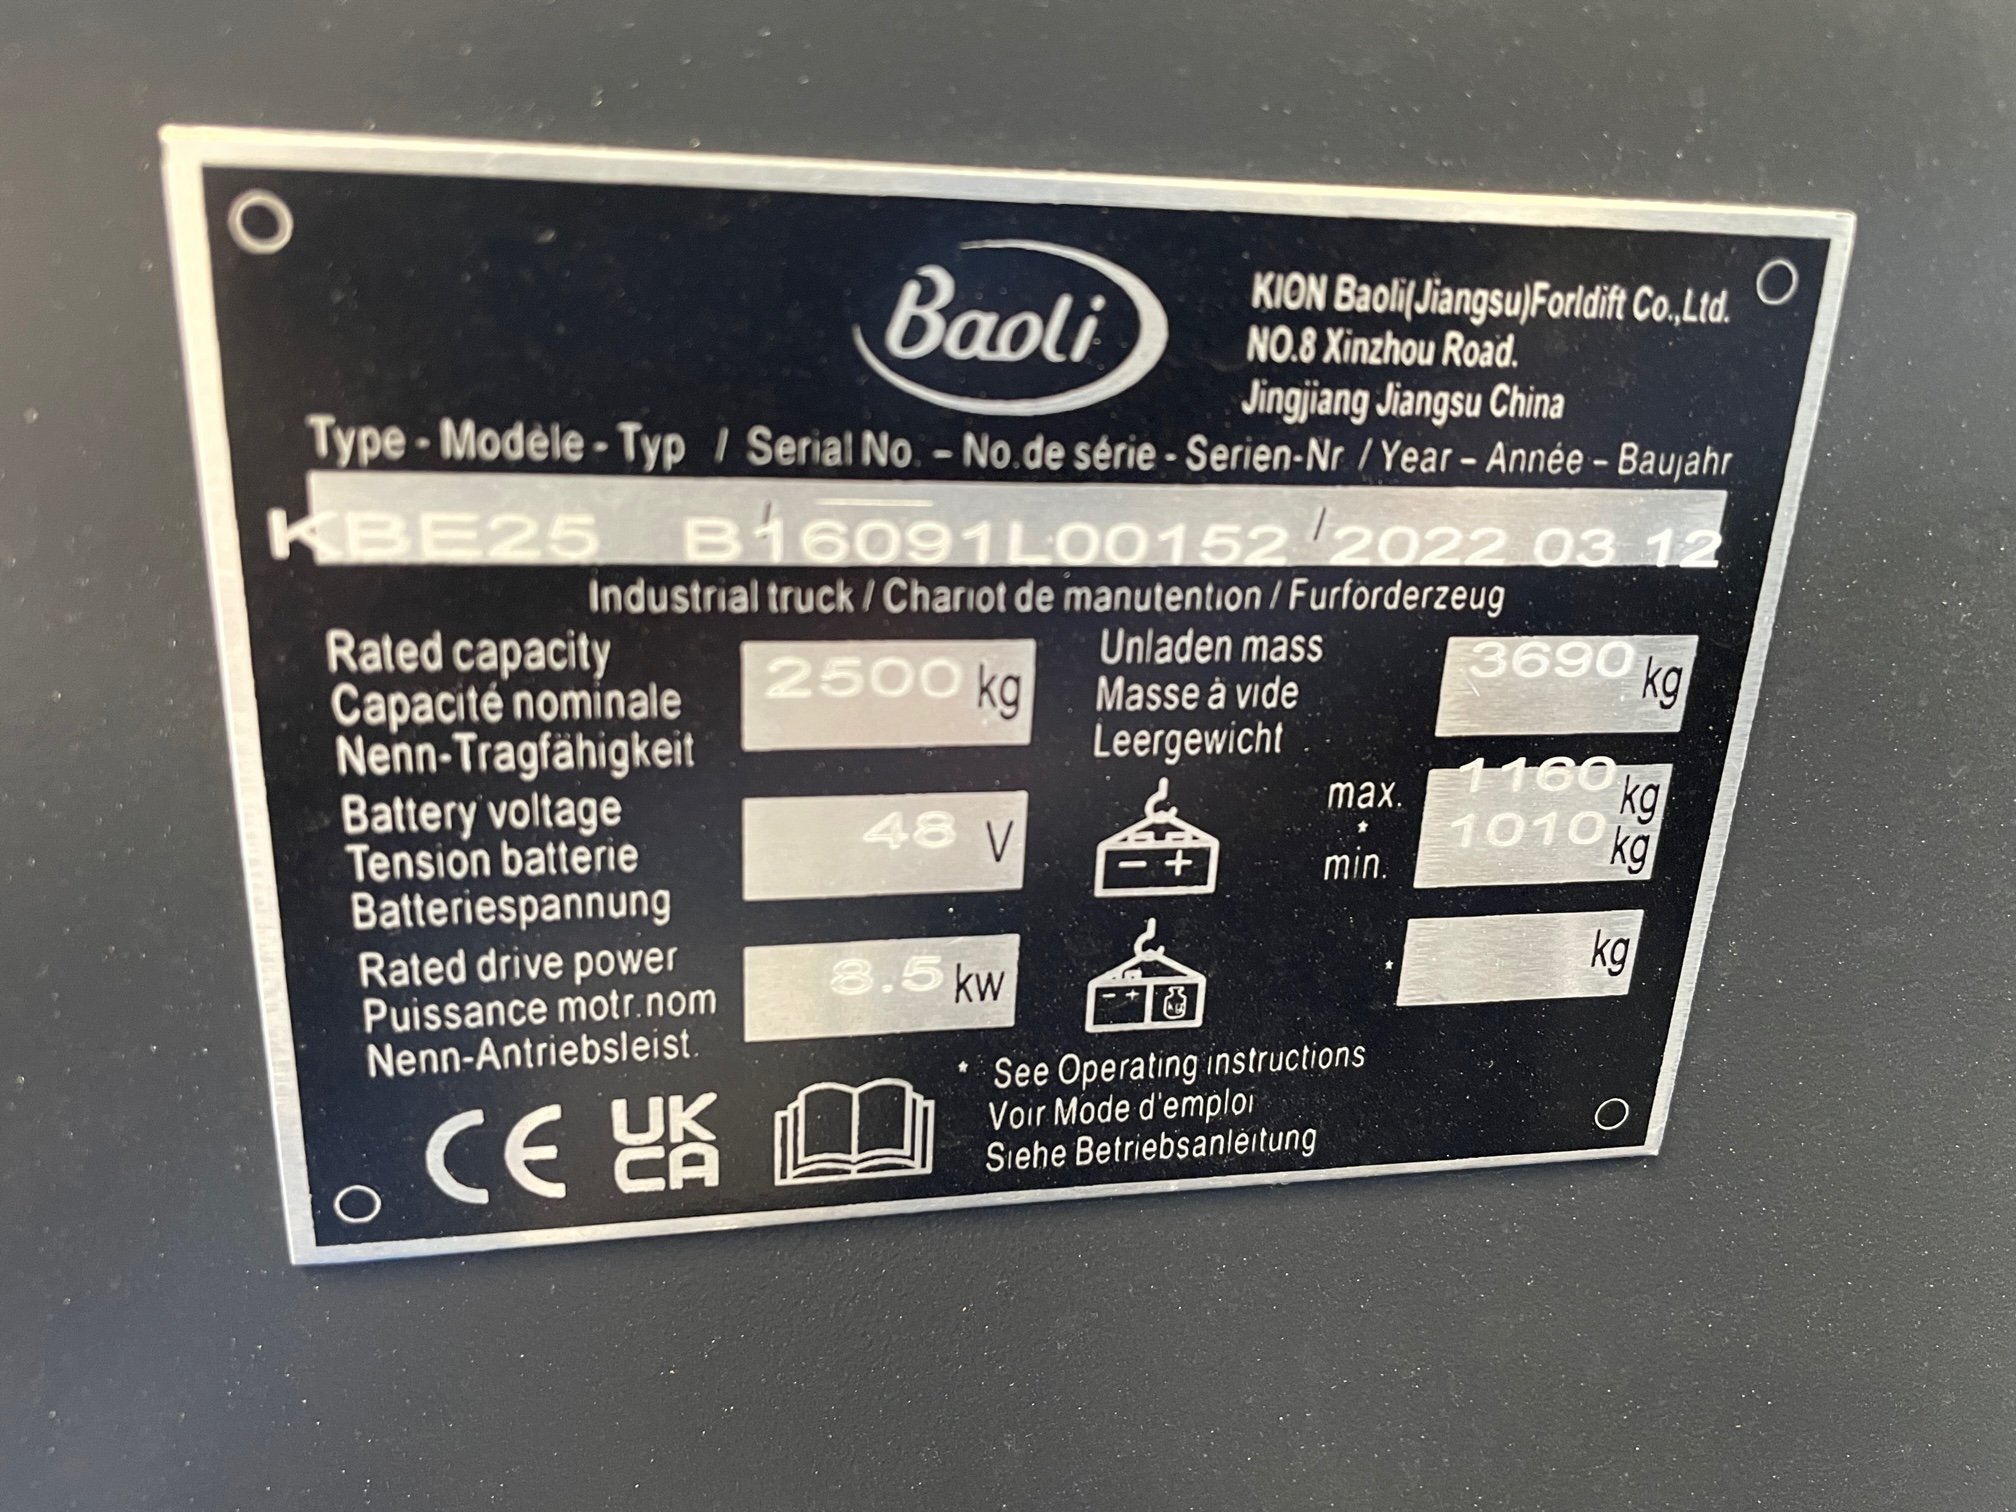 Baoli
KION Baoli(Jiangsu)Forldift Co.,Ltd.
NO.8 Xinzhou Road.
Jingjiang Jiangsu China
Type - Modèle - Typ / Serial No. – No.de série - Serien-Nr / Year – Année – Baujahr
KBE25 / B16091L00152 / 2022 03 12
Industrial truck / Chariot de manutention / Furförderzeug
Rated capacity
Capacité nominale
Nenn-Tragfähigkeit
2500 kg
Unladen mass
Masse à vide
Leergewicht
3690 kg
Battery voltage
Tension batterie
Batteriespannung
48 V
- +
max. 1160 kg
*
min. 1010 kg
Rated drive power
Puissance motr.nom
Nenn-Antriebsleist.
8.5 kw
- + kg
* kg
CE
UK
CA
* See Operating instructions
Voir Mode d'emploi
Siehe Betriebsanleitung